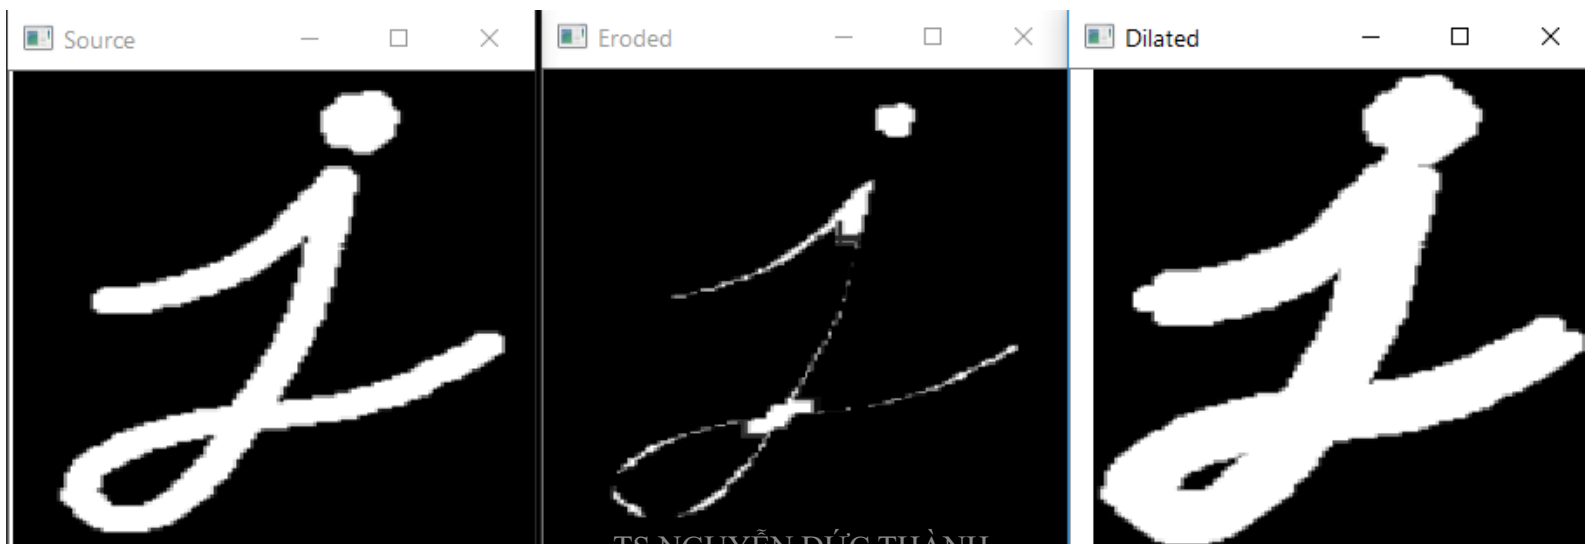 Source
Eroded
Dilated
TS NGUYỄN ĐỨC THÀNH